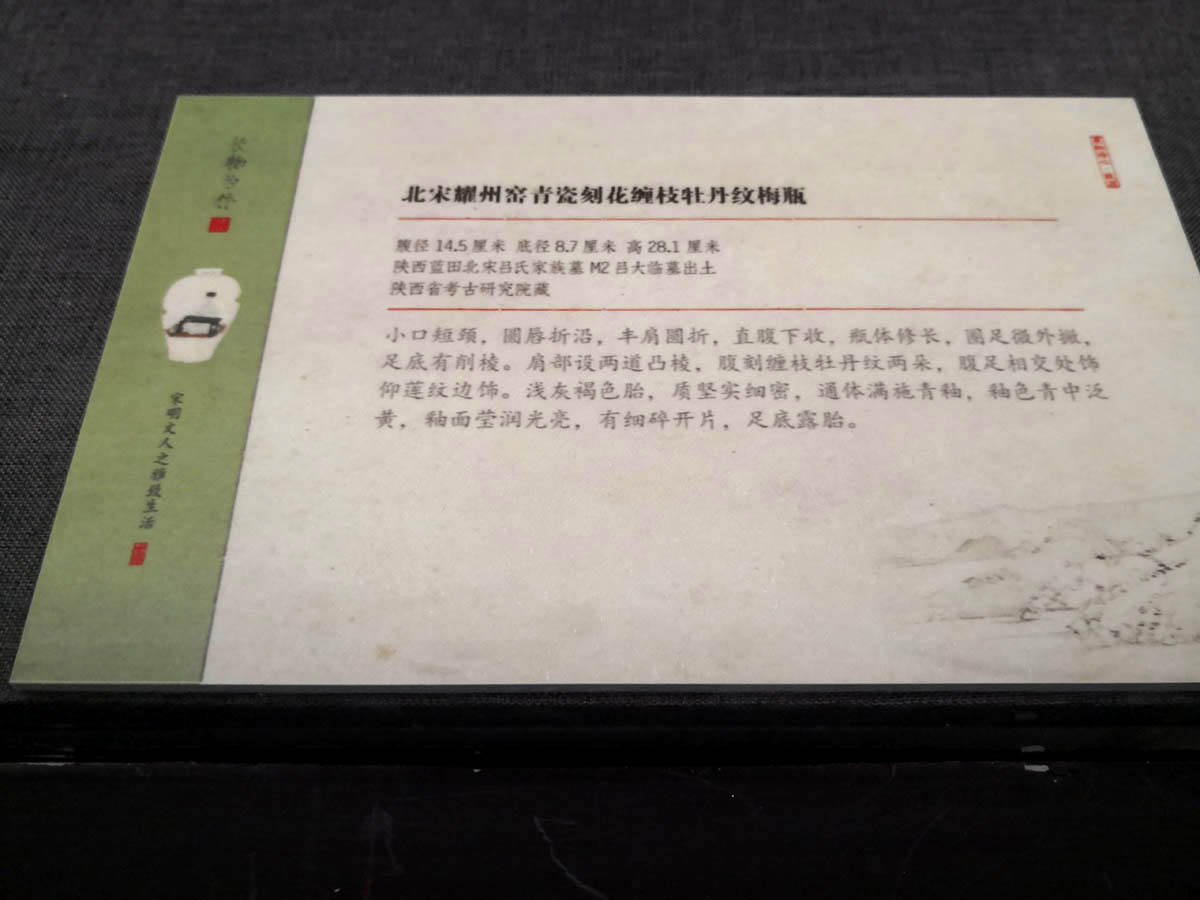 北宋耀州窑青瓷刻花缠枝牡丹纹梅瓶
腹径 14.5 厘米 底径 8.7 厘米 高 28.1 厘米
陕西蓝田北宋吕氏家族墓 M2 吕大临墓出土
陕西省考古研究院藏
小口短颈，圆唇折沿，丰肩圆折，直腹下收，瓶体修长，圈足微外撇，
足底有削棱。肩部设两道凸棱，腹刻缠枝牡丹纹两朵，腹足相交处饰
仰莲纹边饰。浅灰褐色胎，质坚实细密，通体满施青釉，釉色青中泛
黄，釉面莹润光亮，有细碎开片，足底露胎。
宋明文人之雅致生活